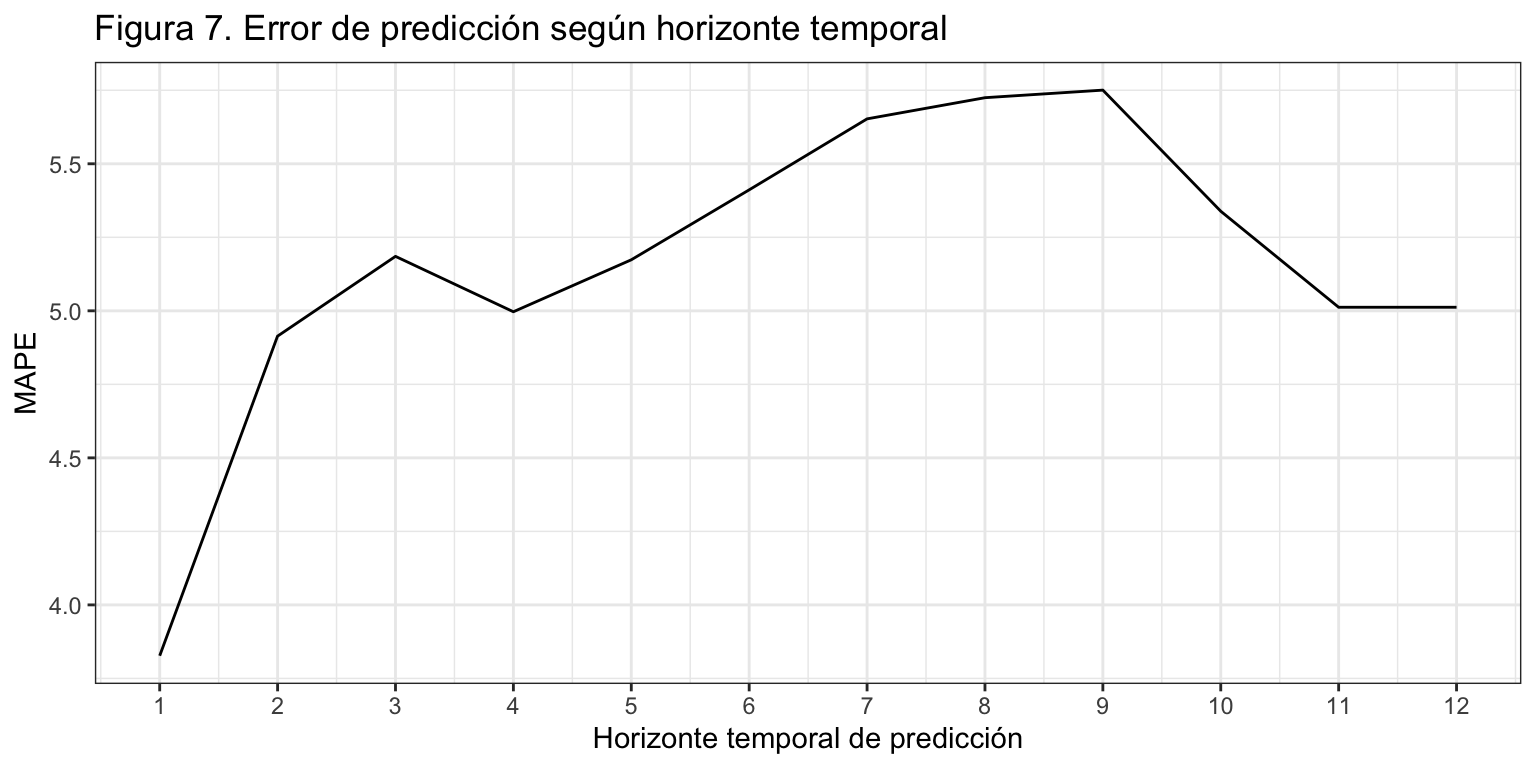 Figura 7. Error de predicción según horizonte temporal
MAPE
5.5
5.0
4.5
4.0
1 2 3 4 5 6 7 8 9 10 11 12
Horizonte temporal de predicción